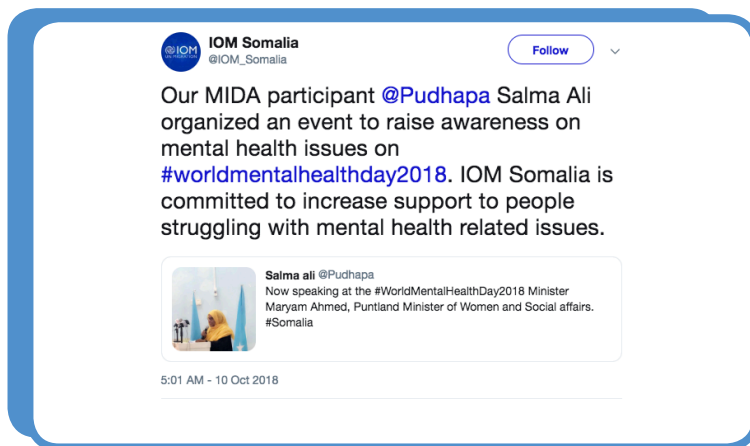 IOM Somalia
@IOM_Somalia
Follow
IOM
UN MIGRATION
Our MIDA participant @Pudhapa Salma Ali
organized an event to raise awareness on
mental health issues on
#worldmentalhealthday2018. IOM Somalia is
committed to increase support to people
struggling with mental health related issues.
Salma ali @Pudhapa
Now speaking at the #WorldMentalHealthDay2018 Minister
Maryam Ahmed, Puntland Minister of Women and Social affairs.
#Somalia
5:01 AM - 10 Oct 2018